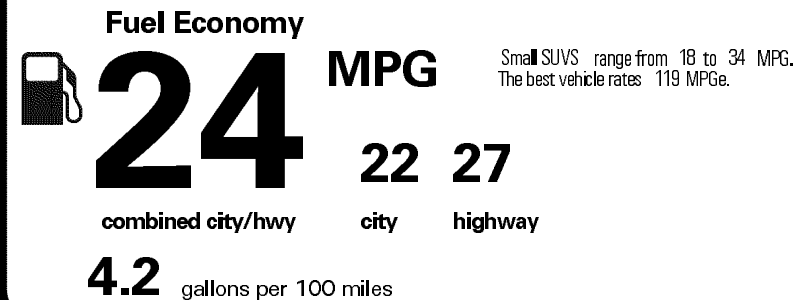 Fuel Economy
24 MPG
Small SUVS range from 18 to 34 MPG.
The best vehicle rates 119 MPGe.
22 27
combined city/hwy city highway
4.2 gallons per 100 miles